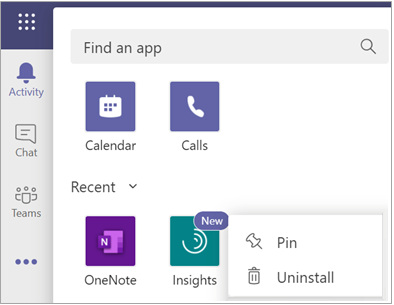 Find an app
Activity
Calendar
Calls
Chat
Recent
Teams
New
Pin
N
OneNote
Insights
Uninstall